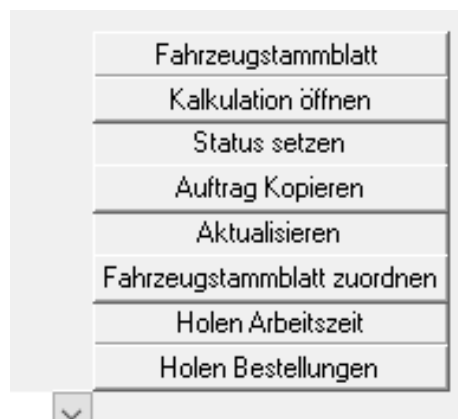 Fahrzeugstammblatt
Kalkulation öffnen
Status setzen
Auftrag Kopieren
Aktualisieren
Fahrzeugstammblatt zuordnen
Holen Arbeitszeit
Holen Bestellungen